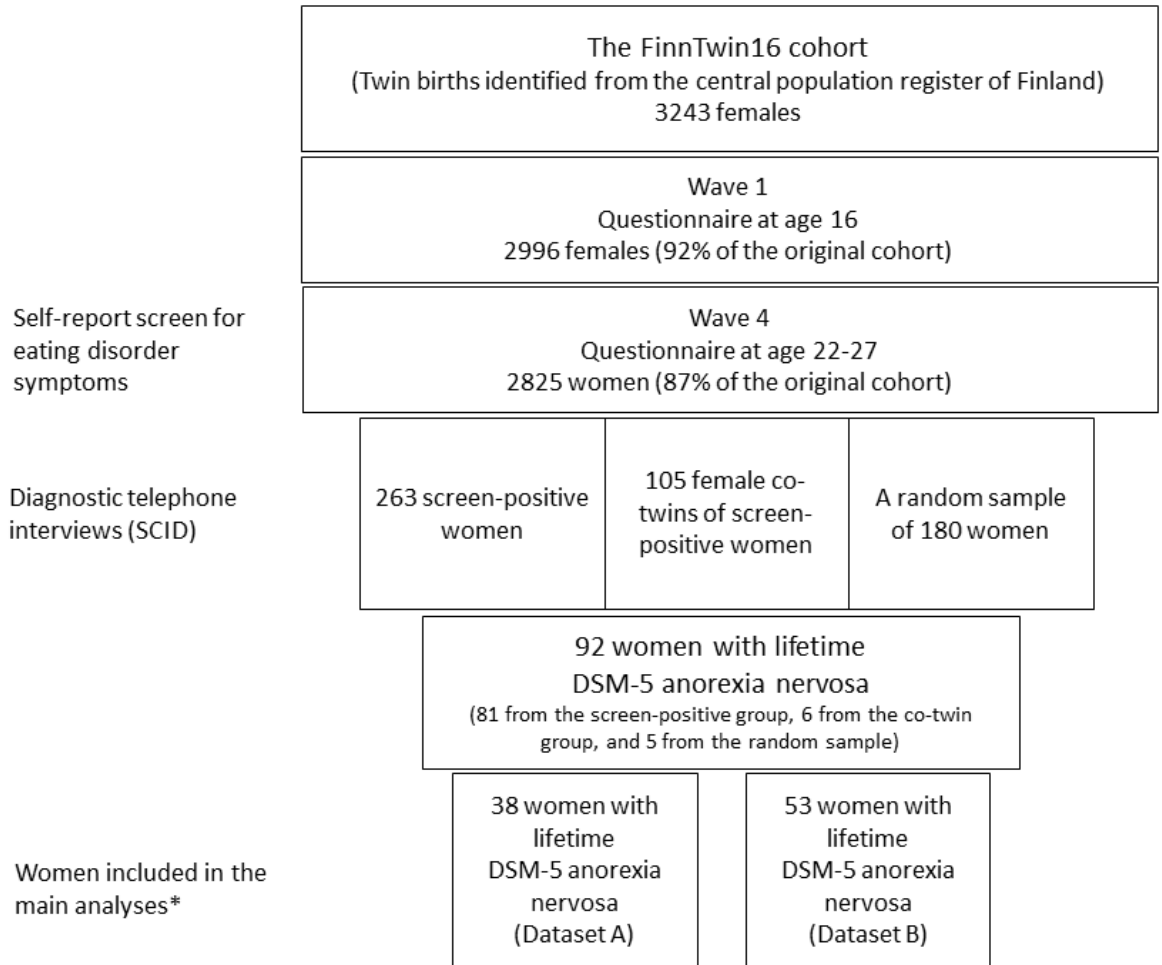 The FinnTwin16 cohort
(Twin births identified from the central population register of Finland)
3243 females
Wave 1
Questionnaire at age 16
2996 females (92% of the original cohort)
Self-report screen for
eating disorder
symptoms
Wave 4
Questionnaire at age 22-27
2825 women (87% of the original cohort)
Diagnostic telephone
interviews (SCID)
263 screen-positive
women
105 female co-
twins of screen-
positive women
A random sample
of 180 women
92 women with lifetime
DSM-5 anorexia nervosa
(81 from the screen-positive group, 6 from the co-twin
group, and 5 from the random sample)
Women included in the
main analyses*
38 women with
lifetime
DSM-5 anorexia
nervosa
(Dataset A)
53 women with
lifetime
DSM-5 anorexia
nervosa
(Dataset B)